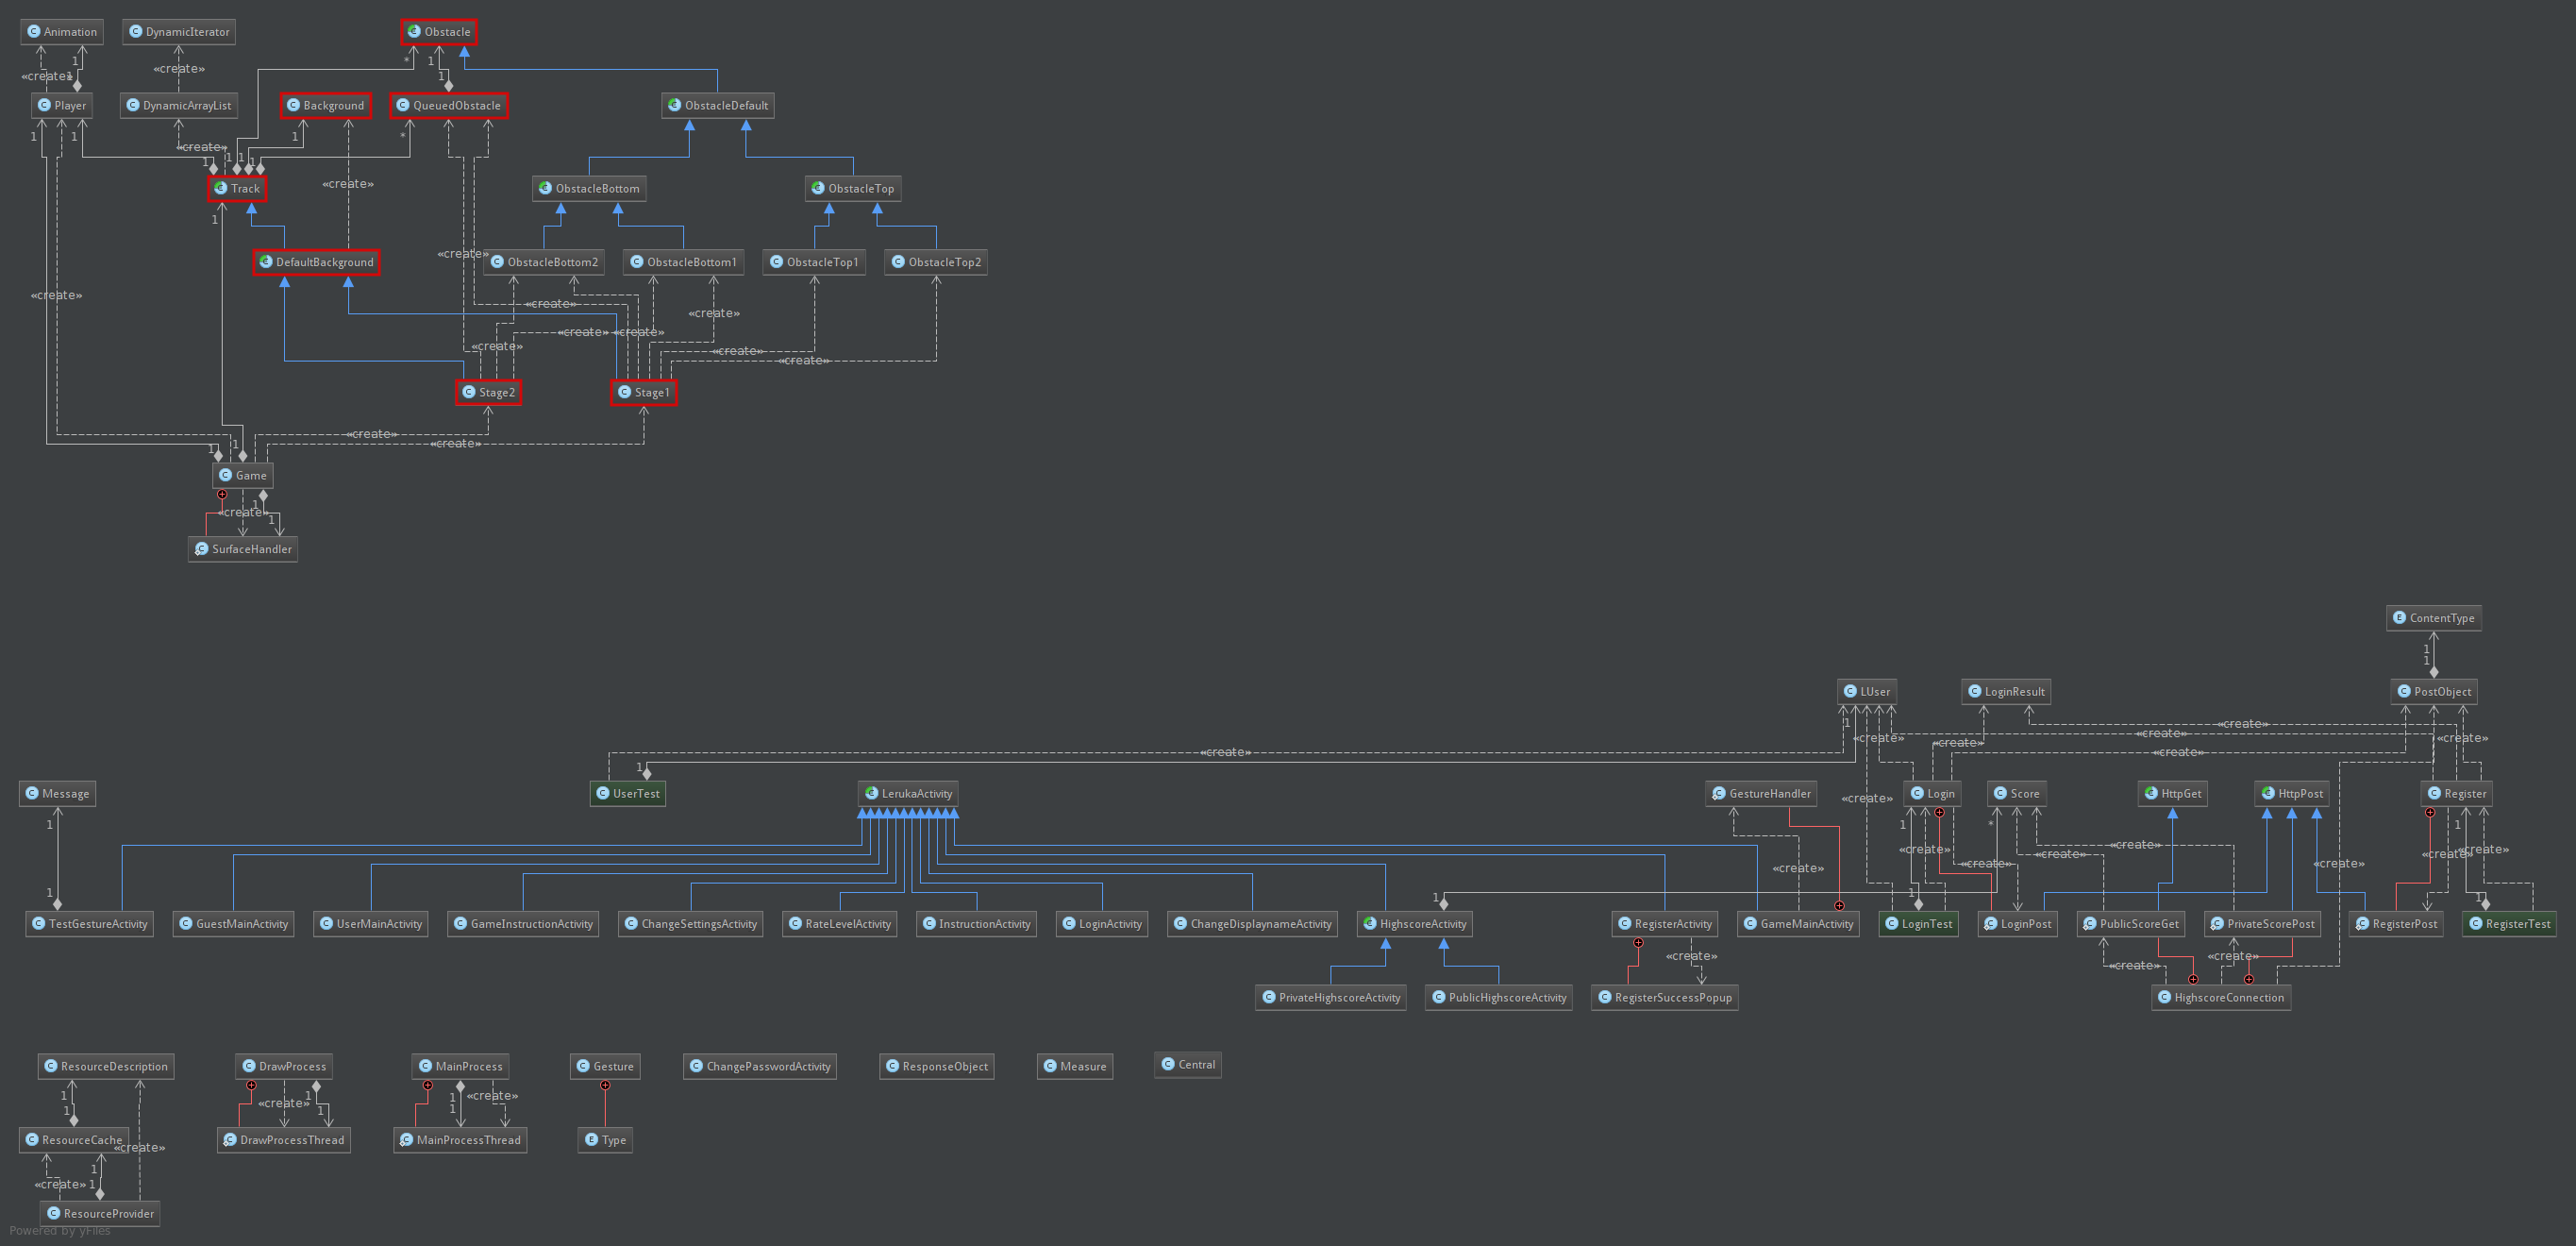 Animation
DynamicIterator
Obstacle
1
*
1
«create»
1
«create»
1
Player
DynamicArrayList
Background
QueuedObstacle
ObstacleDefault
1
1
1
*
«create»
1
1
1
1
«create»
Track
ObstacleBottom
ObstacleTop
1
«create»
DefaultBackground
ObstacleBottom2
ObstacleBottom1
ObstacleTop1
ObstacleTop2
«create»
«create»
«create»
«create»
«create»
«create»
«create»
«create»
Stage2
Stage1
«create»
«create»
1
1
Game
1
«create»
1
SurfaceHandler
ContentType
1
1
LUser
LoginResult
PostObject
1
«create»
«create»
«create»
«create»
«create»
«create»
«create»
1
Message
UserTest
LerukaActivity
GestureHandler
Login
Score
HttpGet
HttpPost
Register
«create»
1
1
*
1
«create»
«create»
«create»
«create»
«create»
«create»
«create»
«create»
1
1
1
1
TestGestureActivity
GuestMainActivity
UserMainActivity
GameInstructionActivity
ChangeSettingsActivity
RateLevelActivity
InstructionActivity
LoginActivity
ChangeDisplaynameActivity
HighscoreActivity
RegisterActivity
GameMainActivity
LoginTest
LoginPost
PublicScoreGet
PrivateScorePost
RegisterPost
RegisterTest
«create»
«create»
«create»
PrivateHighscoreActivity
PublicHighscoreActivity
RegisterSuccessPopup
HighscoreConnection
ResourceDescription
DrawProcess
MainProcess
Gesture
ChangePasswordActivity
ResponseObject
Measure
Central
1
1
«create»
1
1
1
1
«create»
ResourceCache
DrawProcessThread
MainProcessThread
Type
«create»
1
«create»
1
ResourceProvider
Powered by yFiles